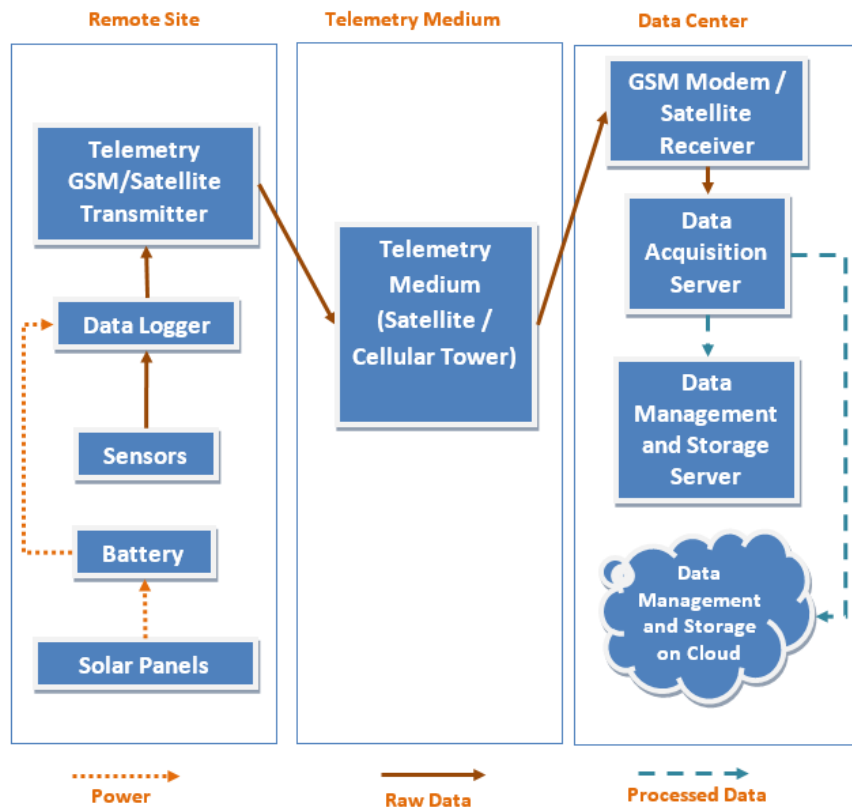 Remote Site
Telemetry Medium
Data Center
Telemetry
GSM/Satellite
Transmitter
Data Logger
Sensors
Battery
Solar Panels
Telemetry
Medium
(Satellite /
Cellular Tower)
GSM Modem /
Satellite
Receiver
Data
Acquisition
Server
Data
Management
and Storage
Server
Data
Management
and Storage
on Cloud
Power
Raw Data
Processed Data